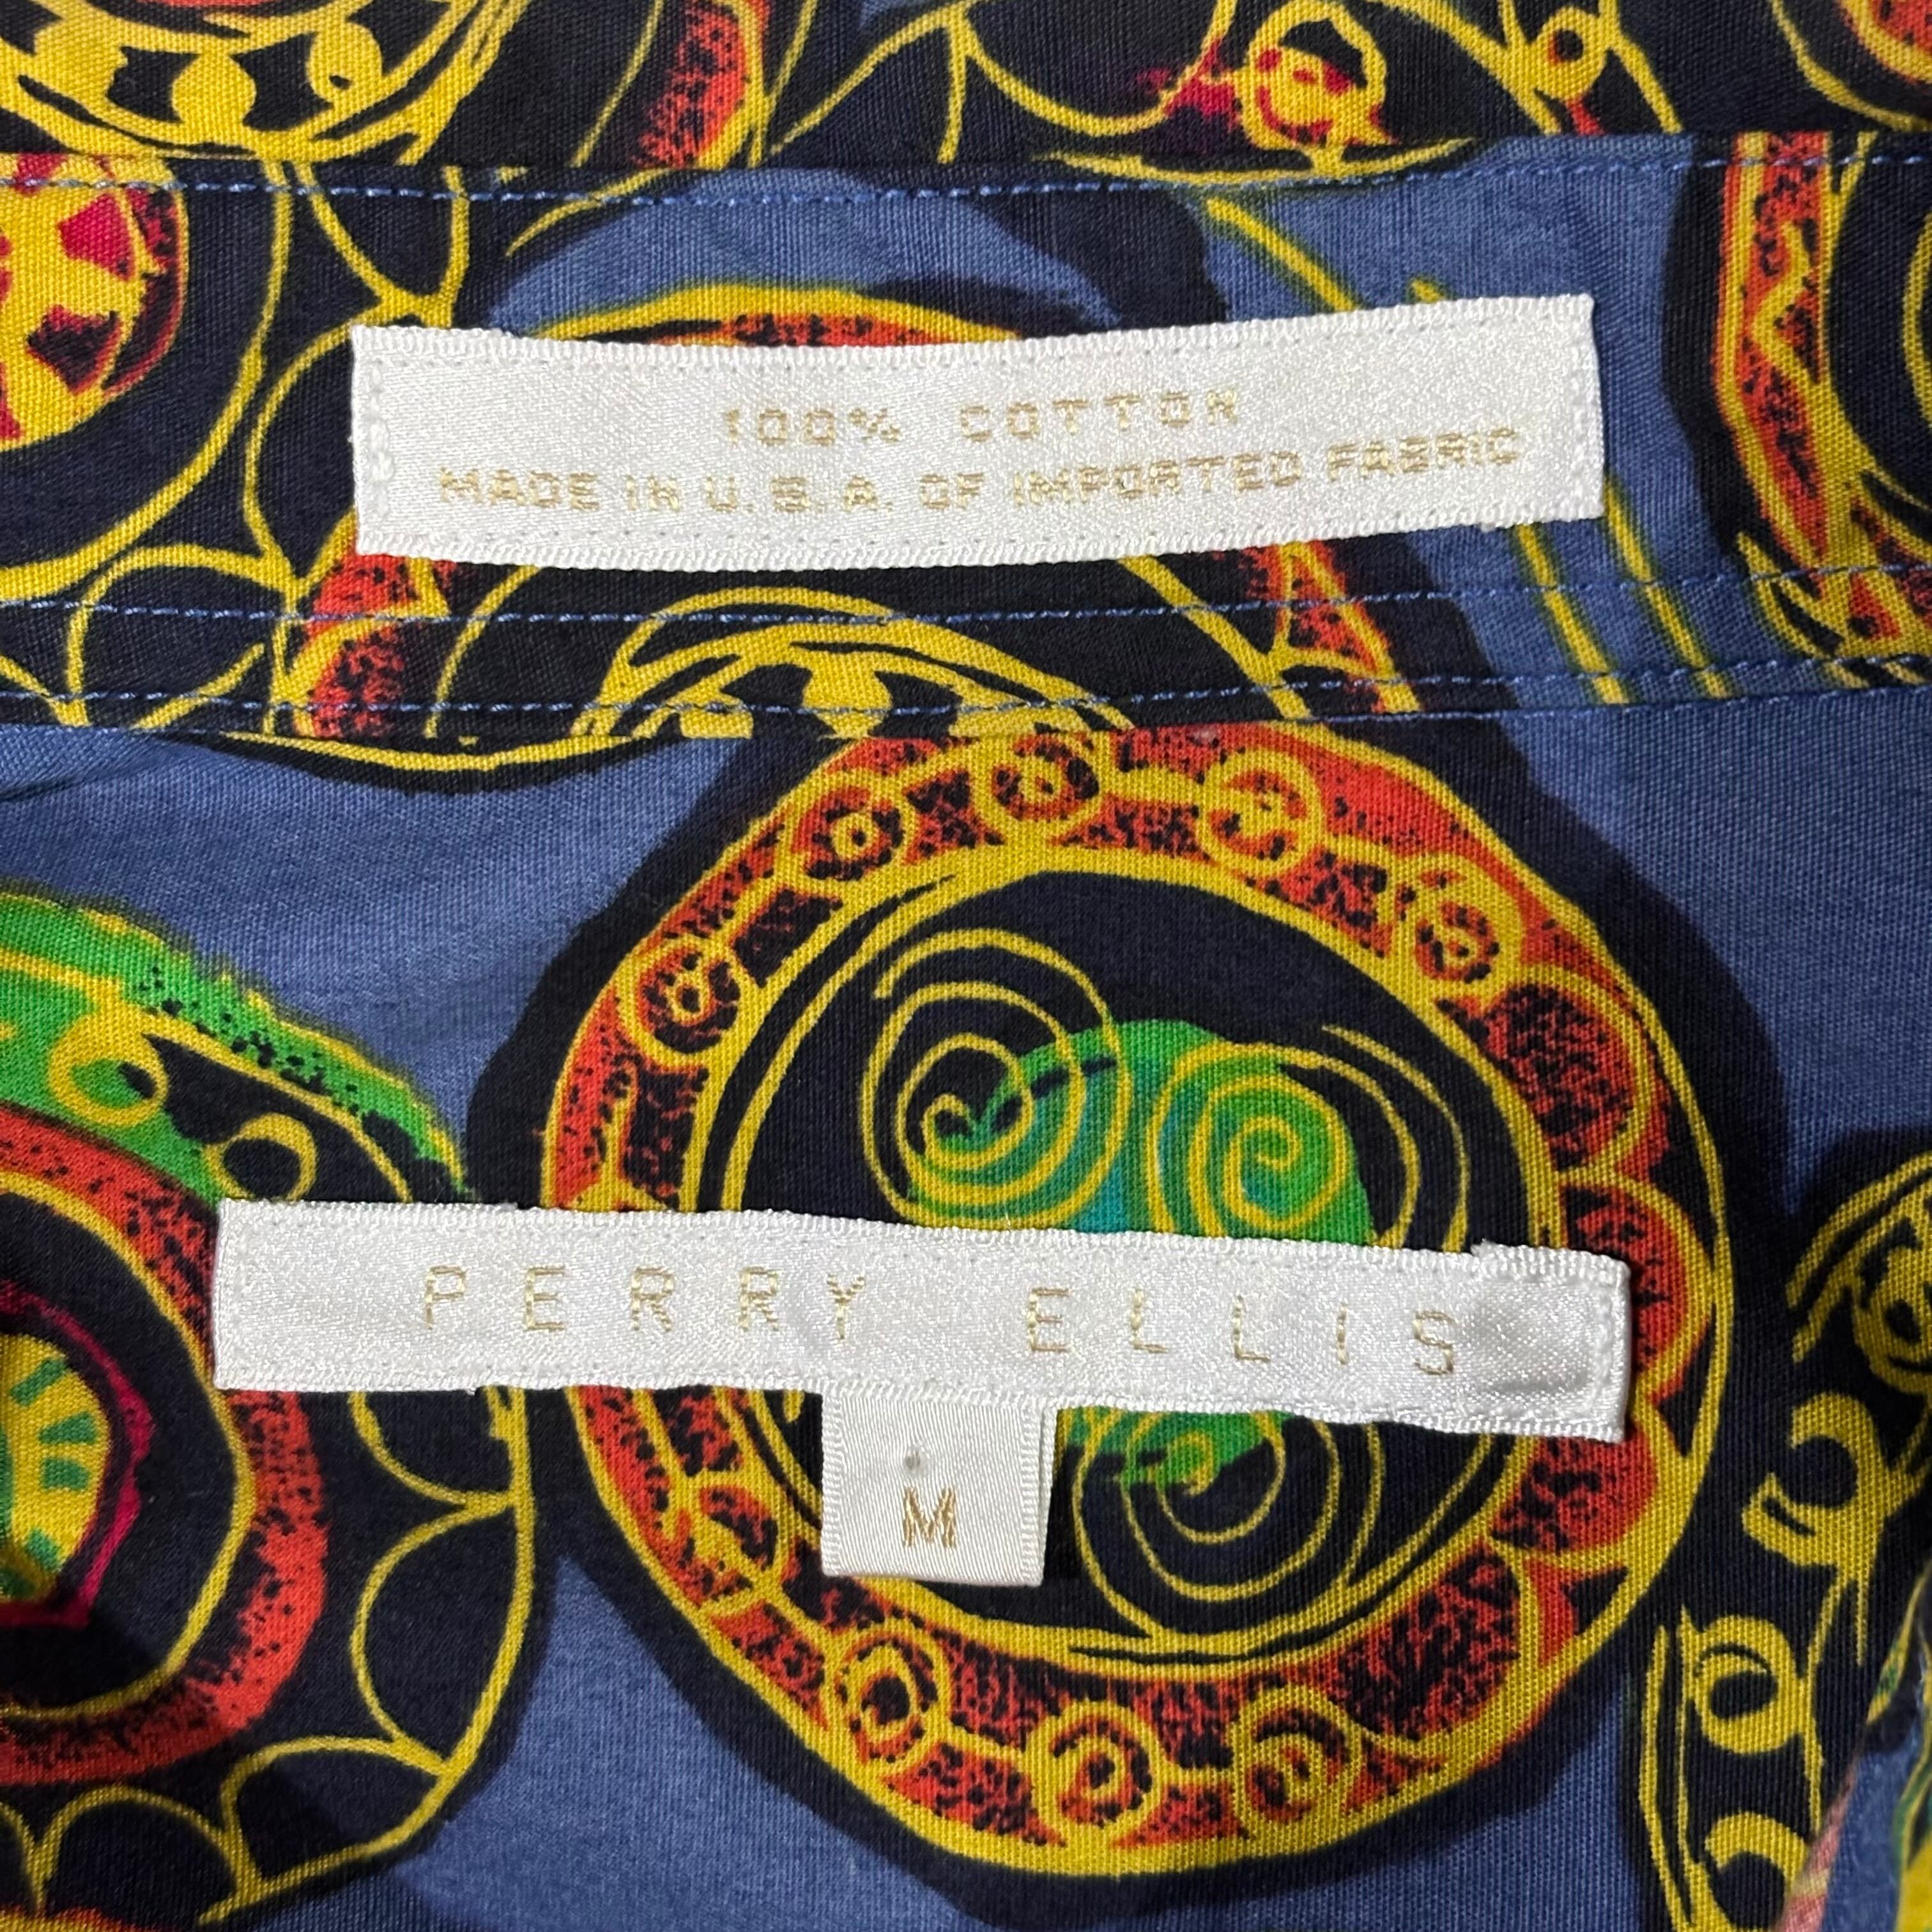 100% COTTON
MADE IN U.S.A. OF IMPORTED FABRIC
PERRY ELLIS
M